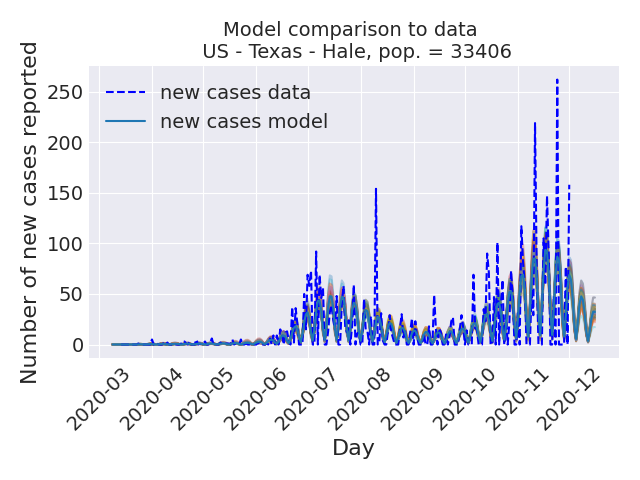 Model comparison to data
US - Texas - Hale, pop. = 33406
Number of new cases reported
250
200
150
100
50
0
new cases data
new cases model
2020-03
2020-04
2020-05
2020-06
2020-07
2020-08
2020-09
2020-10
2020-11
2020-12
Day